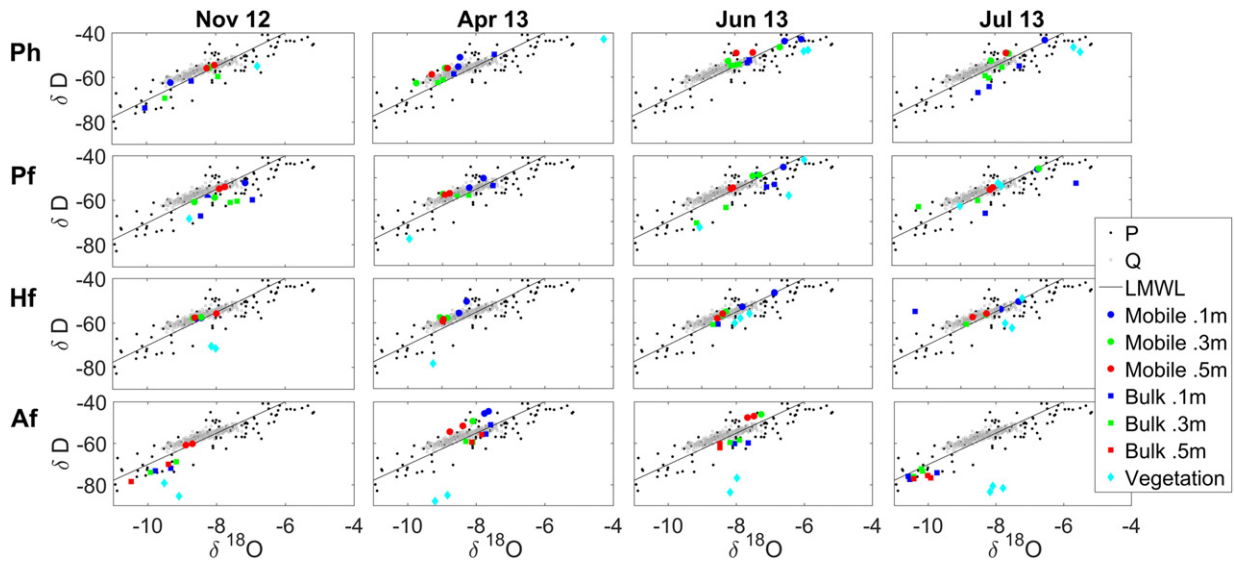 Nov 12 Apr 13 Jun 13 Jul 13
Ph
δ D
-40
-60
-80
Pf
δ D
-40
-60
-80
Hf
δ D
-40
-60
-80
Af
δ D
-40
-60
-80
-10 -8 -6 -4 -10 -8 -6 -4 -10 -8 -6 -4 -10 -8 -6 -4
δ 18O δ 18O δ 18O δ 18O
P
Q
LMWL
Mobile .1m
Mobile .3m
Mobile .5m
Bulk .1m
Bulk .3m
Bulk .5m
Vegetation